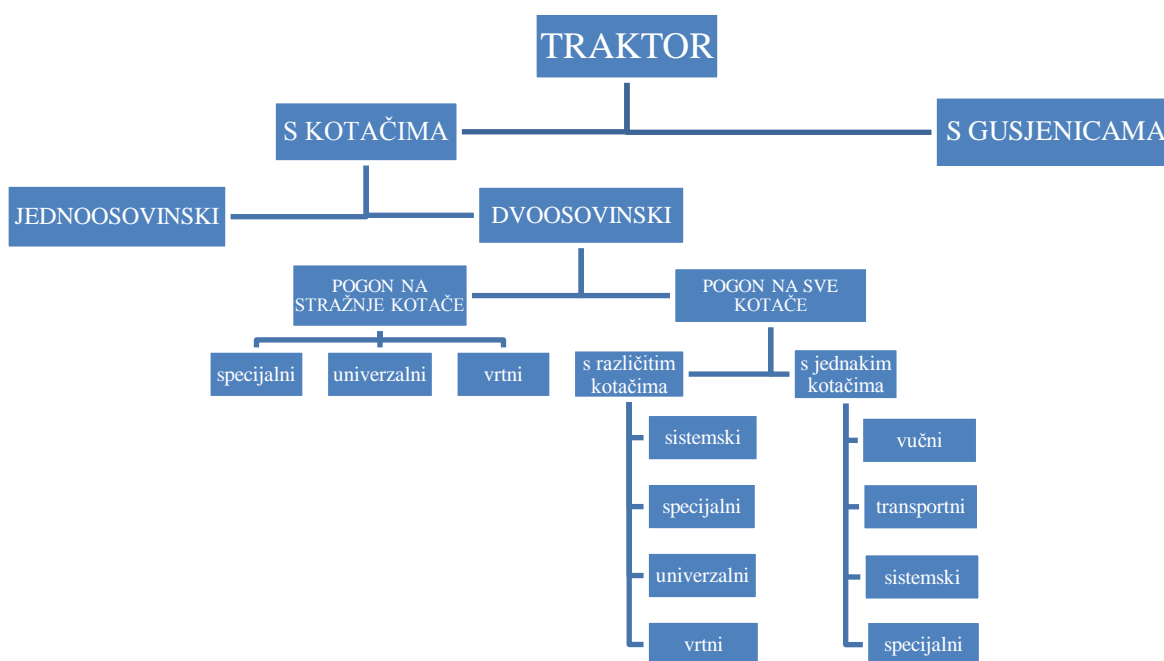 TRAKTOR
S KOTAČIMA
S GUSJENICAMA
JEDNOOSOVINSKI
DVOOSOVINSKI
POGON NA
STRAŽNJE KOTAČE
POGON NA SVE
KOTAČE
specijalni
univerzalni
vrtni
s različitim
kotačima
s jednakim
kotačima
sistemski
specijalni
univerzalni
vrtni
vučni
transportni
sistemski
specijalni